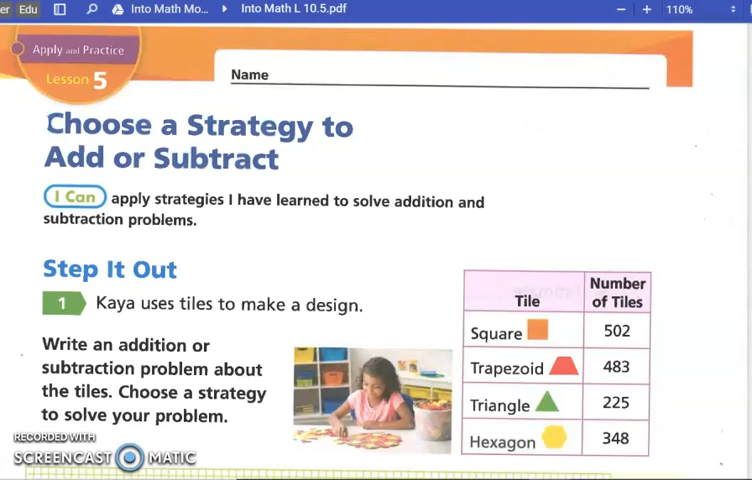 er Edu Into Math Mo... Into Math L 10.5.pdf 110%
Apply and Practice
Lesson 5
Name
Choose a Strategy to
Add or Subtract
I Can apply strategies I have learned to solve addition and
subtraction problems.
Step It Out
1 Kaya uses tiles to make a design.
Write an addition or
subtraction problem about
the tiles. Choose a strategy
to solve your problem.
Tile Number
of Tiles
Square 502
Trapezoid 483
Triangle 225
Hexagon 348
RECORDED WITH
SCREENCAST MATIC